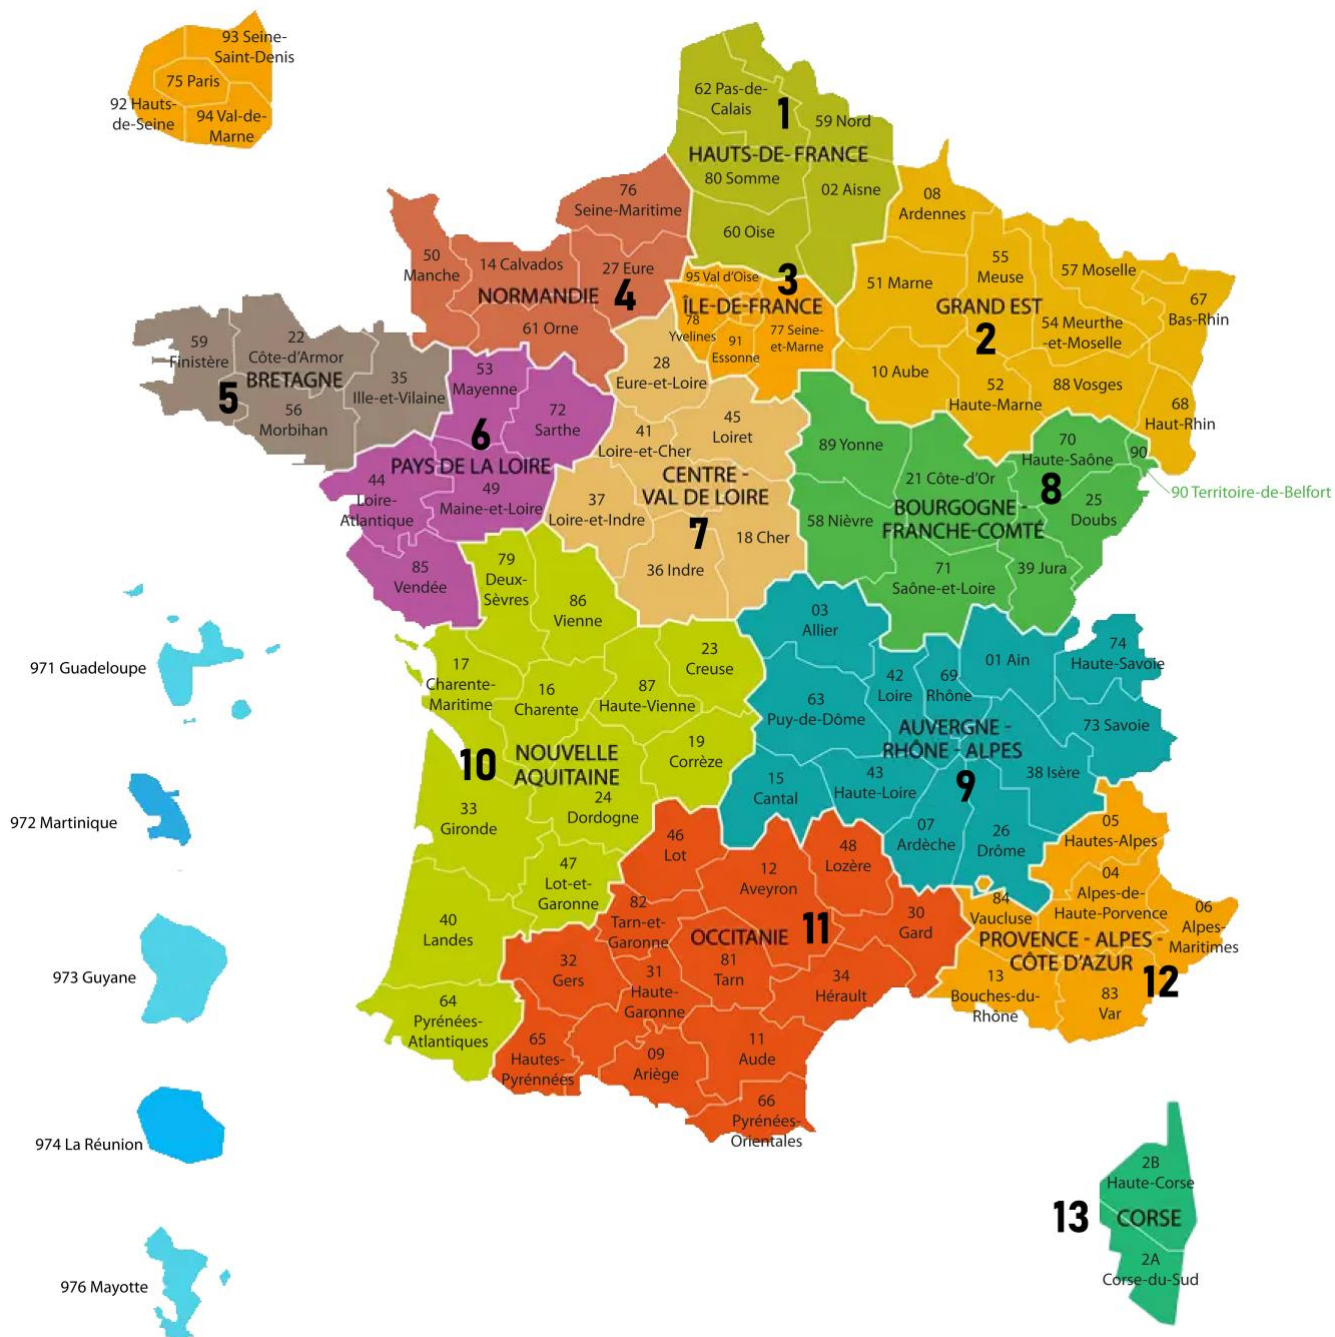 93 Seine-
Saint-Denis
75 Paris
92 Hauts-
de-Seine
94 Val-de-
Marne
62 Pas-de-
Calais
1
59 Nord
HAUTS-DE-FRANCE
80 Somme
02 Aisne
60 Oise
76
Seine-Maritime
50
Manche
14 Calvados
27 Eure
NORMANDIE
4
61 Orne
95 Val d'Oise
3
ÎLE-DE-FRANCE
78
Yvelines
91
Essonne
77 Seine-
et-Marne
08
Ardennes
51 Marne
55
Meuse
57 Moselle
67
Bas-Rhin
GRAND EST
2
54 Meurthe
-et-Moselle
10 Aube
52
Haute-Marne
88 Vosges
68
Haut-Rhin
59
Finistère
22
Côte-d'Armor
BRETAGNE
5
35
Ille-et-Vilaine
56
Morbihan
53
Mayenne
72
Sarthe
6
PAYS DE LA LOIRE
44
Loire-
Atlantique
49
Maine-et-Loire
85
Vendée
28
Eure-et-Loire
45
Loiret
41
Loire-et-Cher
CENTRE -
VAL DE LOIRE
7
37
Loire-et-Indre
18 Cher
36 Indre
89 Yonne
70
Haute-Saône
90
90 Territoire-de-Belfort
21 Côte-d'Or
8
BOURGOGNE -
FRANCHE-COMTÉ
25
Doubs
58 Nièvre
71
Saône-et-Loire
39 Jura
79
Deux-
Sèvres
86
Vienne
17
Charente-
Maritime
16
Charente
87
Haute-Vienne
23
Creuse
10
NOUVELLE
AQUITAINE
19
Corrèze
33
Gironde
24
Dordogne
47
Lot-et-
Garonne
40
Landes
64
Pyrénées-
Atlantiques
03
Allier
01 Ain
74
Haute-Savoie
42
Loire
69
Rhône
63
Puy-de-Dôme
AUVERGNE -
RHÔNE - ALPES
9
73 Savoie
38 Isère
15
Cantal
43
Haute-Loire
07
Ardèche
26
Drôme
46
Lot
12
Aveyron
48
Lozère
82
Tarn-et-
Garonne
OCCITANIE
11
30
Gard
32
Gers
31
Haute-
Garonne
81
Tarn
34
Hérault
65
Hautes-
Pyrénnées
09
Ariège
11
Aude
66
Pyrénées-
Orientales
05
Hautes-Alpes
04
Alpes-de-
Haute-Porvence
84
Vaucluse
06
Alpes-
Maritimes
PROVENCE - ALPES -
CÔTE D'AZUR
12
13
Bouches-du-
Rhône
83
Var
2B
Haute-Corse
13
CORSE
2A
Corse-du-Sud
971 Guadeloupe
972 Martinique
973 Guyane
974 La Réunion
976 Mayotte